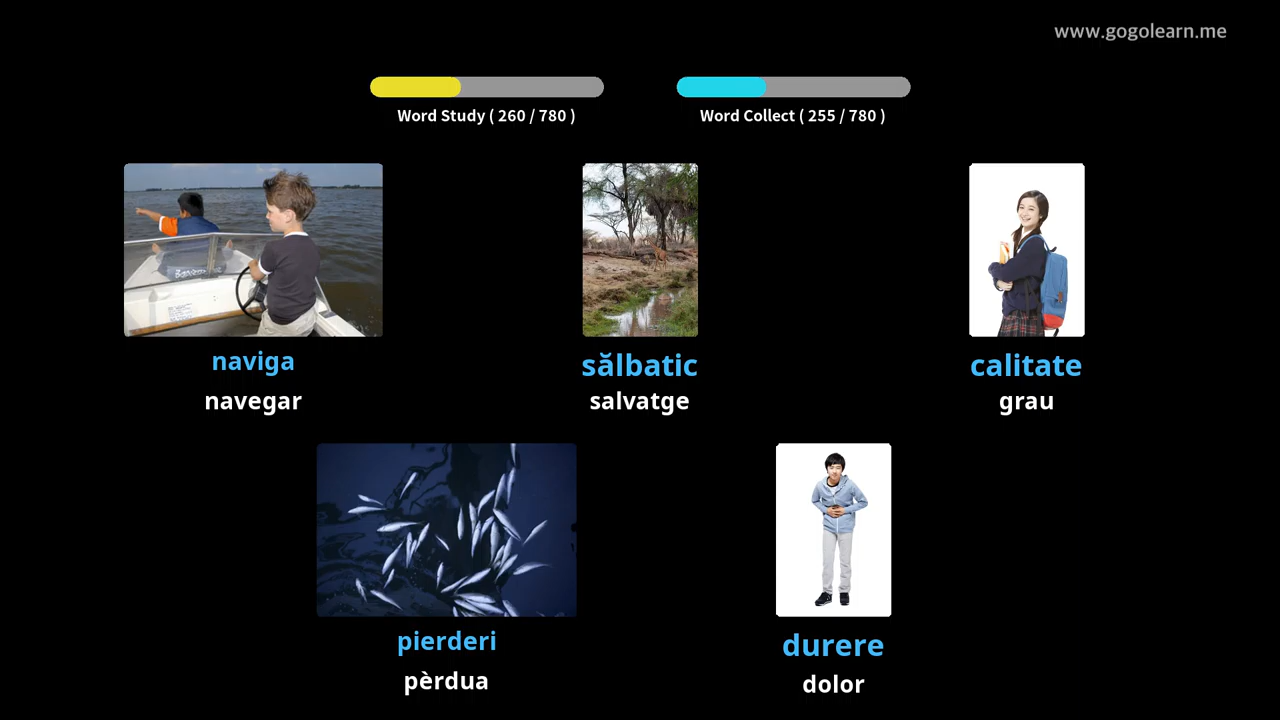 www.gogolearn.me
Word Study ( 260 / 780 )
Word Collect ( 255 / 780 )
naviga
navegar
sălbatic
salvatge
calitate
grau
pierderi
pèrdua
durere
dolor